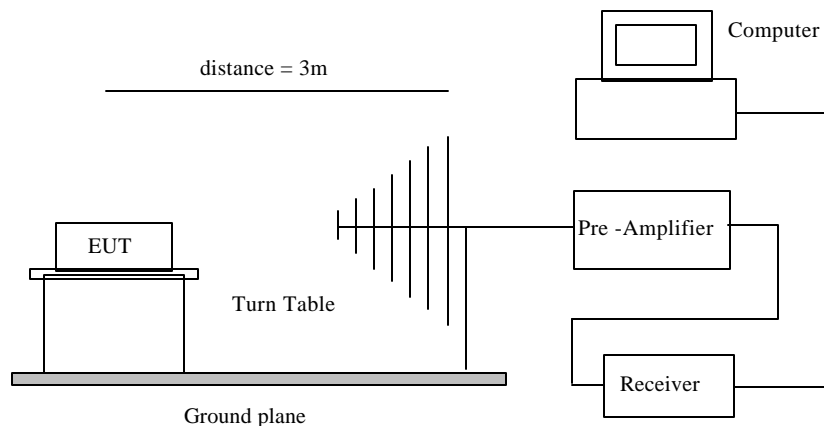 Computer
distance = 3m
Pre -Amplifier
EUT
Turn Table
Receiver
Ground plane